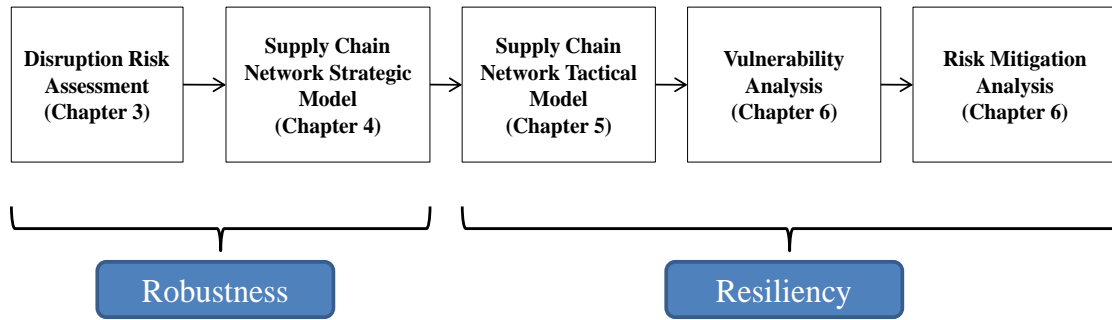 Disruption Risk
Assessment
(Chapter 3)
Supply Chain
Network Strategic
Model
(Chapter 4)
Supply Chain
Network Tactical
Model
(Chapter 5)
Vulnerability
Analysis
(Chapter 6)
Risk Mitigation
Analysis
(Chapter 6)
Robustness
Resiliency